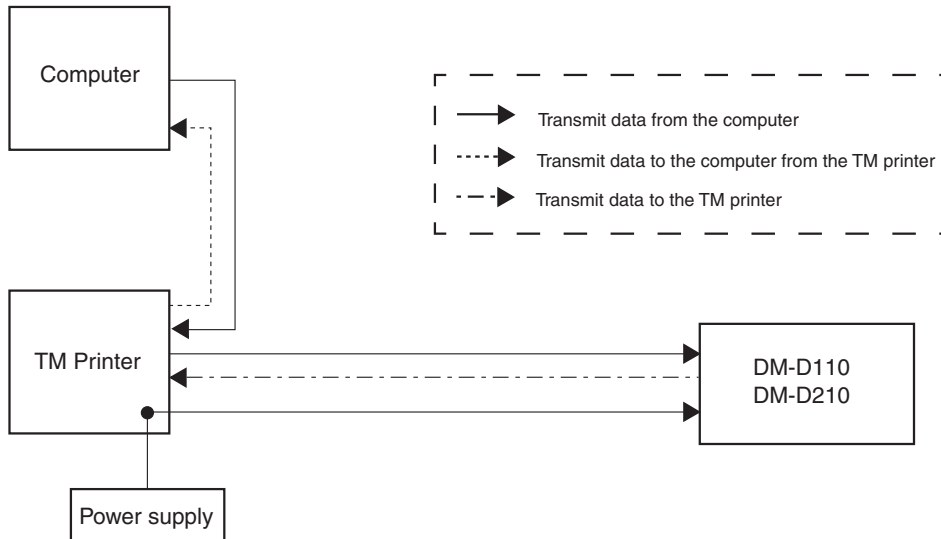 Computer
Transmit data from the computer
Transmit data to the computer from the TM printer
Transmit data to the TM printer
TM Printer
DM-D110
DM-D210
Power supply